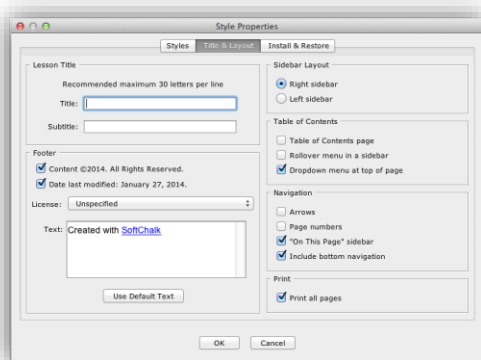 Style Properties
Styles
Title & Layout
Install & Restore
Lesson Title
Recommended maximum 30 letters per line
Title:
Subtitle:
Footer
Content ©2014. All Rights Reserved.
Date last modified: January 27, 2014.
License: Unspecified
Text: Created with SoftChalk
Use Default Text
Sidebar Layout
Right sidebar
Left sidebar
Table of Contents
Table of Contents page
Rollover menu in a sidebar
Dropdown menu at top of page
Navigation
Arrows
Page numbers
"On This Page" sidebar
Include bottom navigation
Print
Print all pages
OK
Cancel